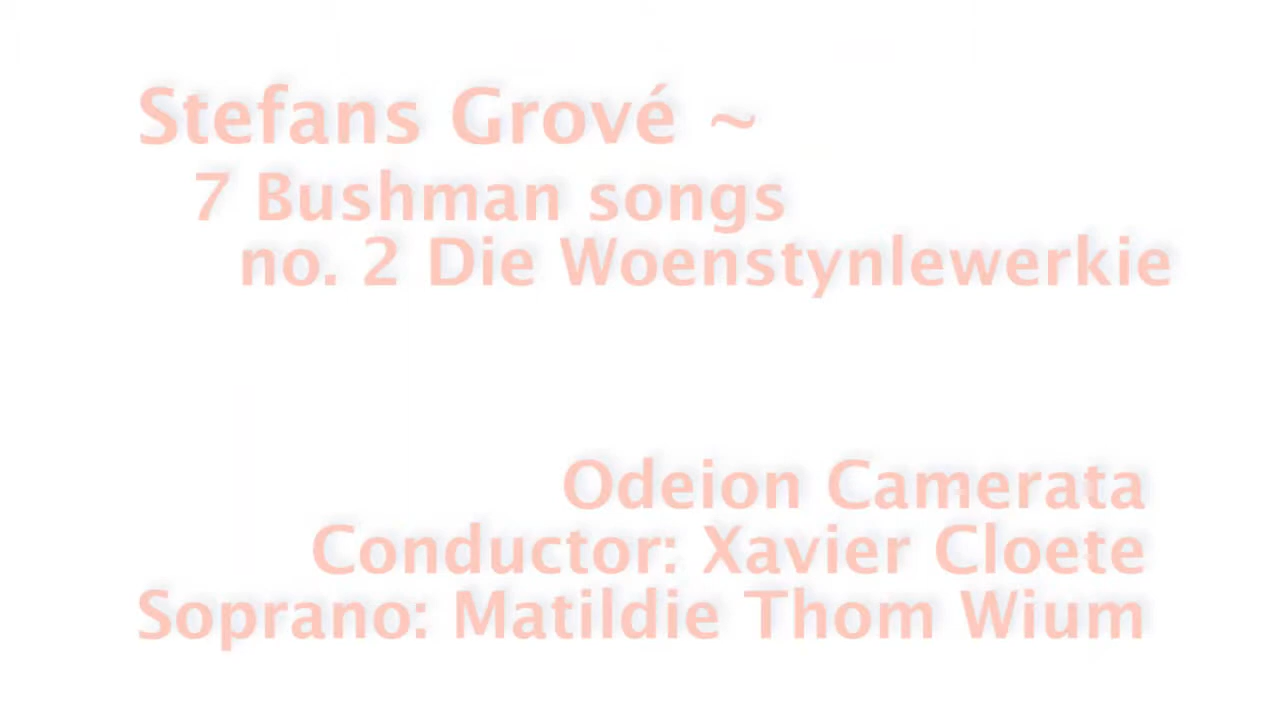 Stefans Grové ~
7 Bushman songs
no. 2 Die Woenstynlewerkie
Odeion Camerata
Conductor: Xavier Cloete
Soprano: Matildie Thom Wium